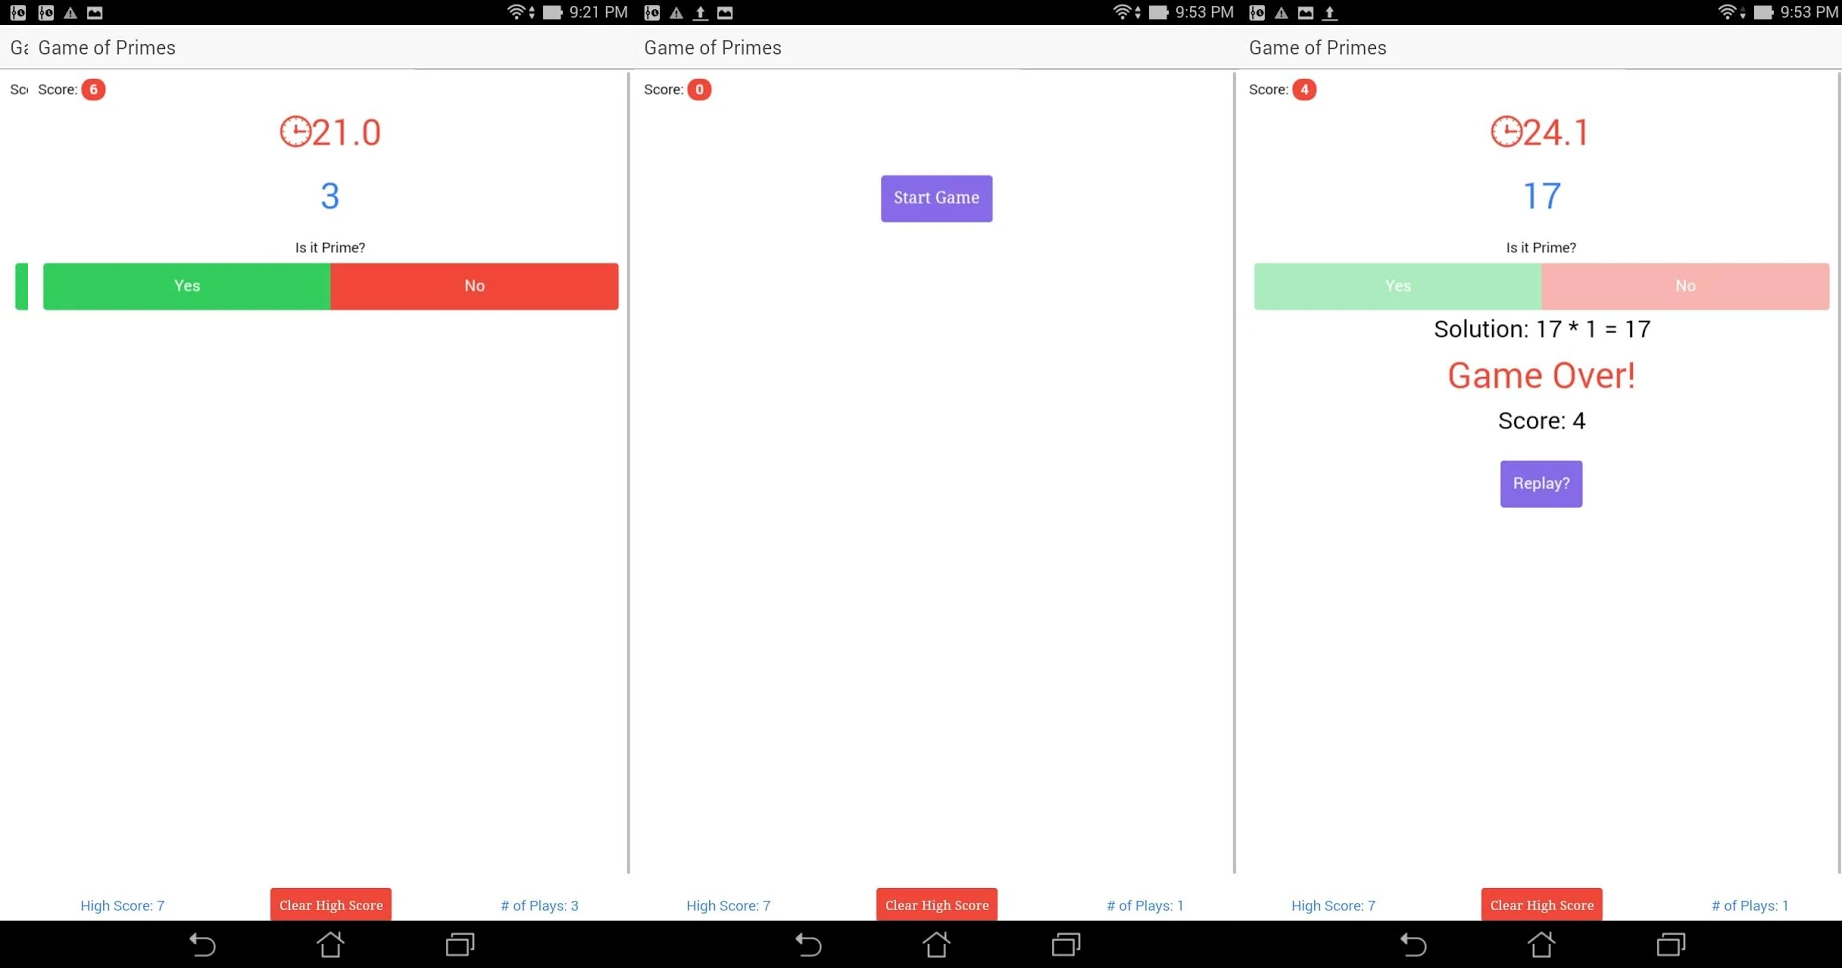 9:21 PM
Ga Game of Primes
Sco Score: 6
21.0
3
Is it Prime?
Yes No
High Score: 7 Clear High Score # of Plays: 3
9:53 PM
Game of Primes
Score: 0
Start Game
High Score: 7 Clear High Score # of Plays: 1
9:53 PM
Game of Primes
Score: 4
24.1
17
Is it Prime?
Yes No
Solution: 17 * 1 = 17
Game Over!
Score: 4
Replay?
High Score: 7 Clear High Score # of Plays: 1